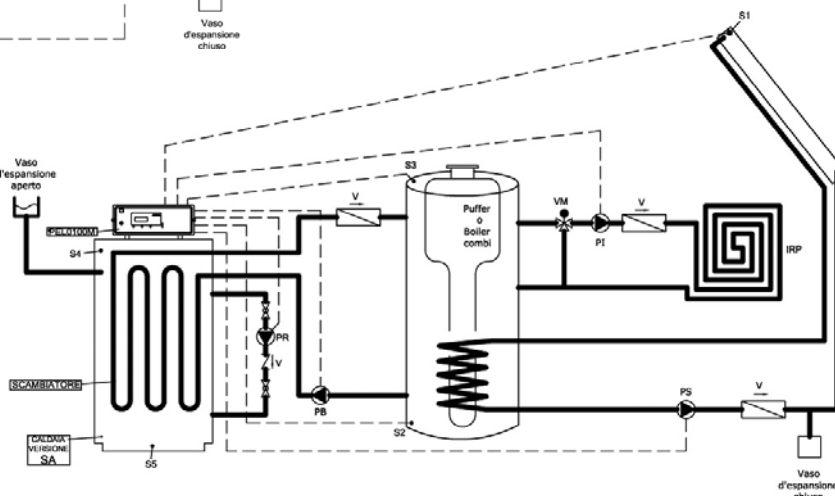 Vaso
d'espansione
chiuso
S1
Vaso
d'espansione
aperto
S3
V
Puffer
o
Boiler
combi
VM
V
PI
IRP
S4
PR
V
SCAMBIATORE
PB
PS
V
S2
CALDAIA
VERSIONE
SA
S5
Vaso
d'espansione